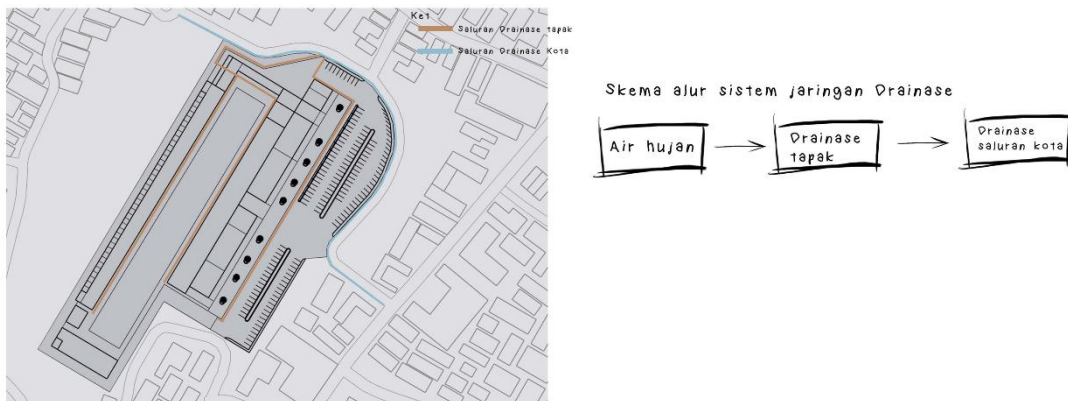 Ket
Saluran Drainase tapak
Saluran Drainase Kota
Skema alur sistem jaringan Drainase
Air hujan
Drainase
tapak
Drainase
saluran kota